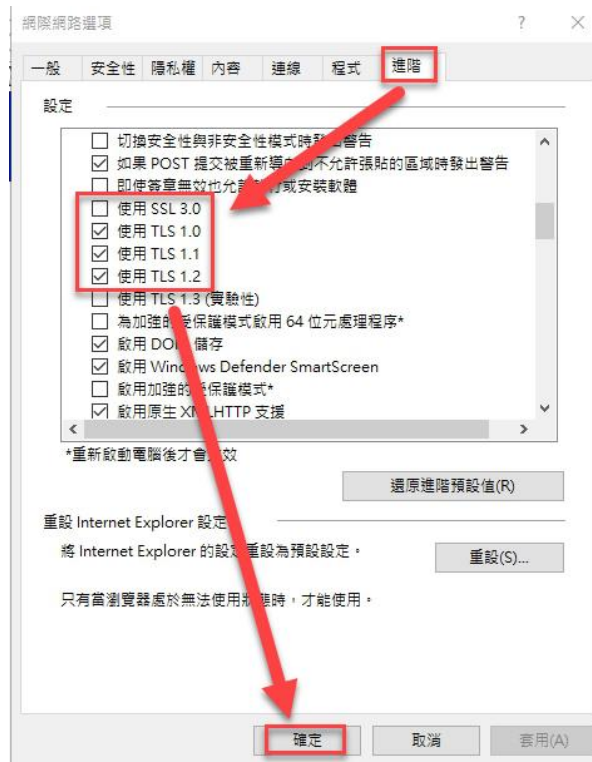 網際網路選項
?
一般 安全性 隱私權 內容 連線 程式 進階
設定
切換安全性與非安全性模式時發出警告
如果 POST 提交被重新導向到不允許張貼的區域時發出警告
即使簽章無效也允許執行或安裝軟體
使用 SSL 3.0
使用 TLS 1.0
使用 TLS 1.1
使用 TLS 1.2
使用 TLS 1.3 (實驗性)
為加強的受保護模式啟用 64 位元處理程序*
啟用 DOM 儲存
啟用 Windows Defender SmartScreen
啟用加強的受保護模式*
啟用原生 XMLHTTP 支援
*重新啟動電腦後才會生效
還原進階預設值(R)
重設 Internet Explorer 設定
將 Internet Explorer 的設定重設為預設設定。
重設(S)...
只有當瀏覽器處於無法使用狀態時,才能使用。
確定 取消 套用(A)